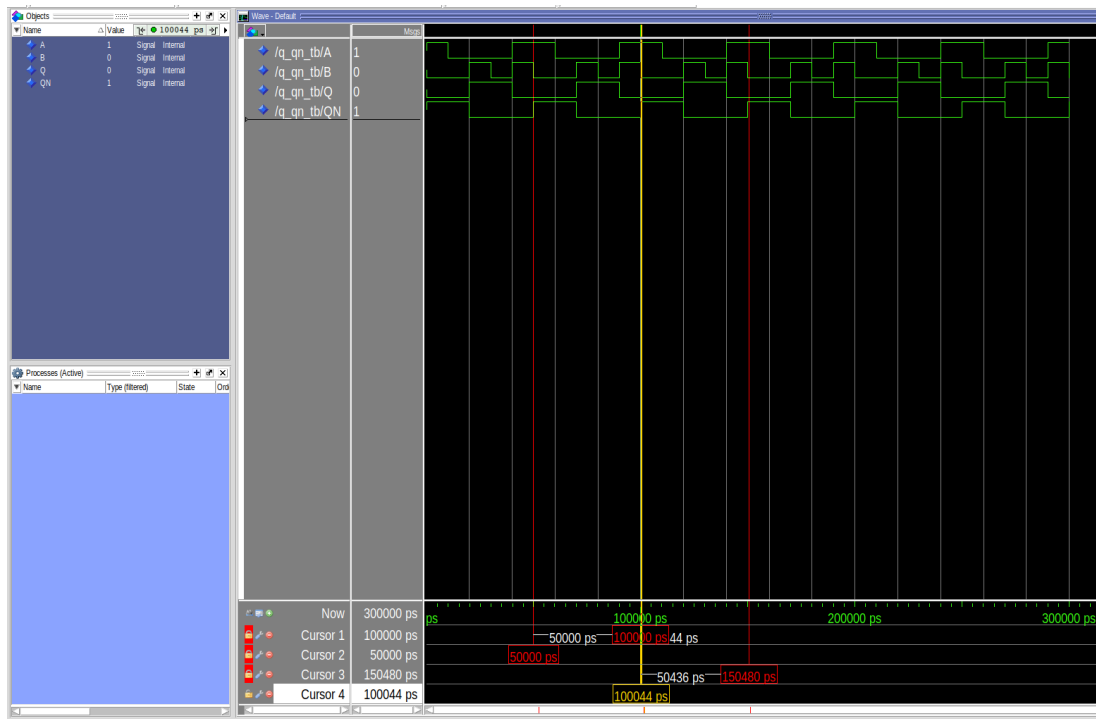 Objects
Name Value 100044 ps
A 1 Signal Internal
B 0 Signal Internal
Q 0 Signal Internal
QN 1 Signal Internal
Processes (Active)
Name Type (filtered) State Ord
Wave - Default
Msgs
/q_qn_tb/A 1
/q_qn_tb/B 0
/q_qn_tb/Q 0
/q_qn_tb/QN 1
Now 300000 ps ps 100000 ps 200000 ps 300000 ps
Cursor 1 100000 ps 50000 ps 100000 ps 44 ps
Cursor 2 50000 ps 50000 ps
Cursor 3 150480 ps 50436 ps 150480 ps
Cursor 4 100044 ps 100044 ps